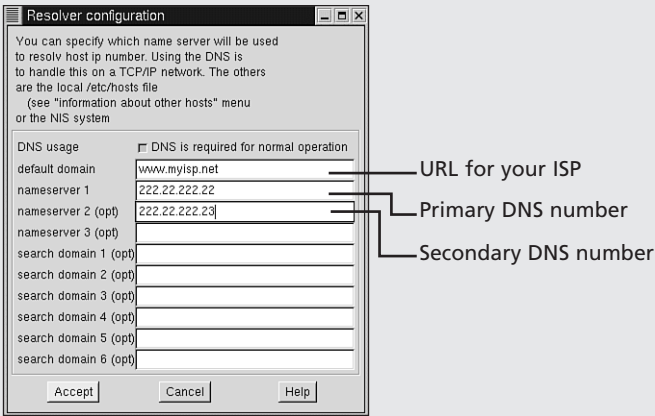 Resolver configuration
You can specify which name server will be used
to resolv host ip number. Using the DNS is
to handle this on a TCP/IP network. The others
are the local /etc/hosts file
(see "information about other hosts" menu
or the NIS system
DNS usage DNS is required for normal operation
default domain www.myisp.net
nameserver 1 222.22.222.22
nameserver 2 (opt) 222.22.222.23
nameserver 3 (opt)
search domain 1 (opt)
search domain 2 (opt)
search domain 3 (opt)
search domain 4 (opt)
search domain 5 (opt)
search domain 6 (opt)
Accept Cancel Help
URL for your ISP
Primary DNS number
Secondary DNS number